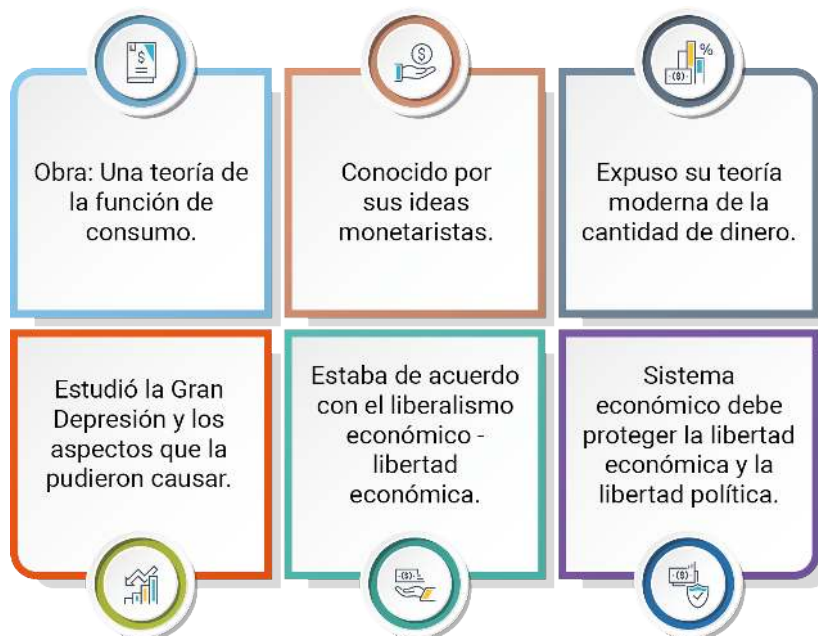 Obra: Una teoría de
la función de
consumo.
Conocido por
sus ideas
monetaristas.
%
Expuso su teoría
moderna de la
cantidad de dinero.
Estudió la Gran
Depresión y los
aspectos que la
pudieron causar.
Estaba de acuerdo
con el liberalismo
económico -
libertad
económica.
Sistema
económico debe
proteger la libertad
económica y la
libertad política.